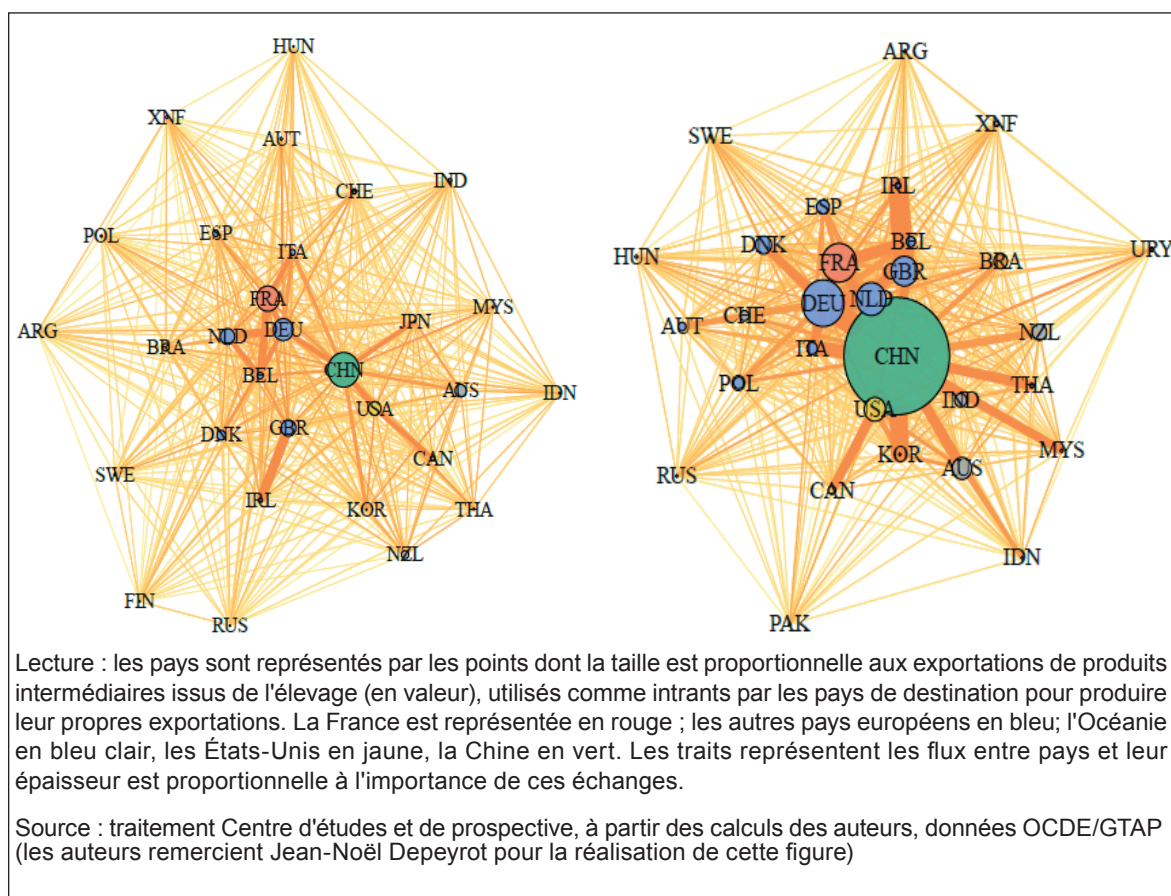 HUN
XNF
AUT
CHE
IND
POL
ESP
ITA
FRA
MYS
ARG
BRA
NLD
DEU
JPN
BEL
CHN
AUS
IDN
USA
DNK
GBR
CAN
SWE
IRL
KOR
THA
NZL
FIN
RUS
ARG
SWE
XNF
IRL
ESP
DNK
BEL
HUN
FRA
GBR
BRA
URY
DEU
NLD
AUT
CHE
NZL
ITA
CHN
POL
THA
USA
IND
RUS
KOR
AUS
MYS
CAN
IDN
PAK
Lecture : les pays sont représentés par les points dont la taille est proportionnelle aux exportations de produits
intermédiaires issus de l'élevage (en valeur), utilisés comme intrants par les pays de destination pour produire
leur propres exportations. La France est représentée en rouge ; les autres pays européens en bleu; l'Océanie
en bleu clair, les États-Unis en jaune, la Chine en vert. Les traits représentent les flux entre pays et leur
épaisseur est proportionnelle à l'importance de ces échanges.
Source : traitement Centre d'études et de prospective, à partir des calculs des auteurs, données OCDE/GTAP
(les auteurs remercient Jean-Noël Depeyrot pour la réalisation de cette figure)